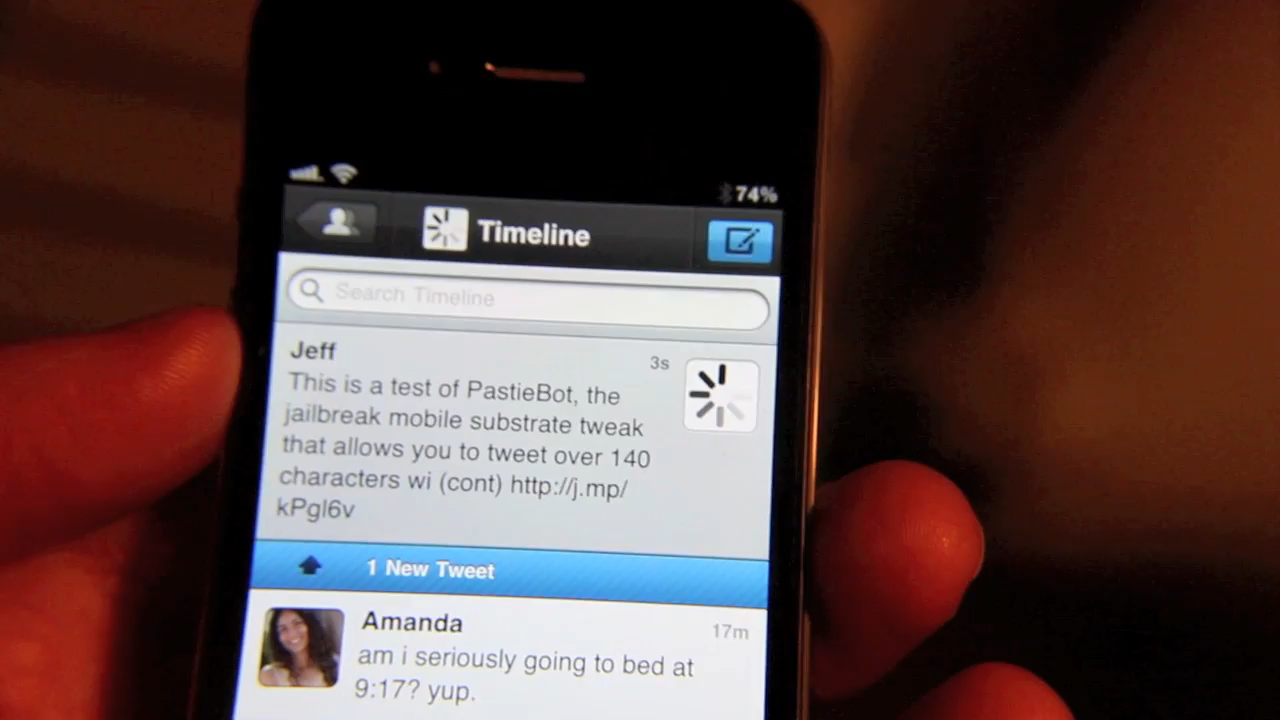 74%
Timeline
Search Timeline
Jeff
3s
This is a test of PastieBot, the
jailbreak mobile substrate tweak
that allows you to tweet over 140
characters wi (cont) http://j.mp/
kPgl6v
1 New Tweet
Amanda
17m
am i seriously going to bed at
9:17? yup.